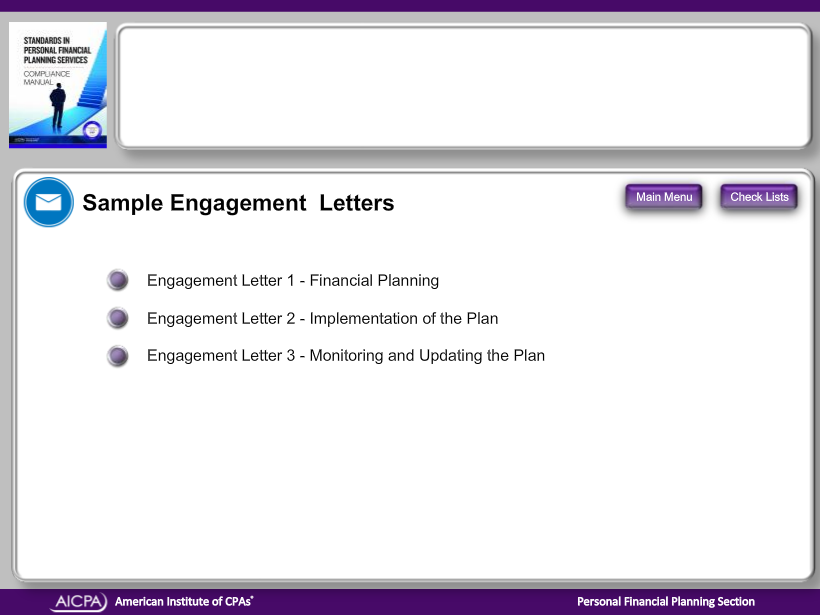 STANDARDS IN
PERSONAL FINANCIAL
PLANNING SERVICES
COMPLIANCE
MANUAL
Sample Engagement  Letters
Main Menu
Check Lists
Engagement Letter 1 - Financial Planning
Engagement Letter 2 - Implementation of the Plan
Engagement Letter 3 - Monitoring and Updating the Plan
AICPA American Institute of CPAs®
Personal Financial Planning Section